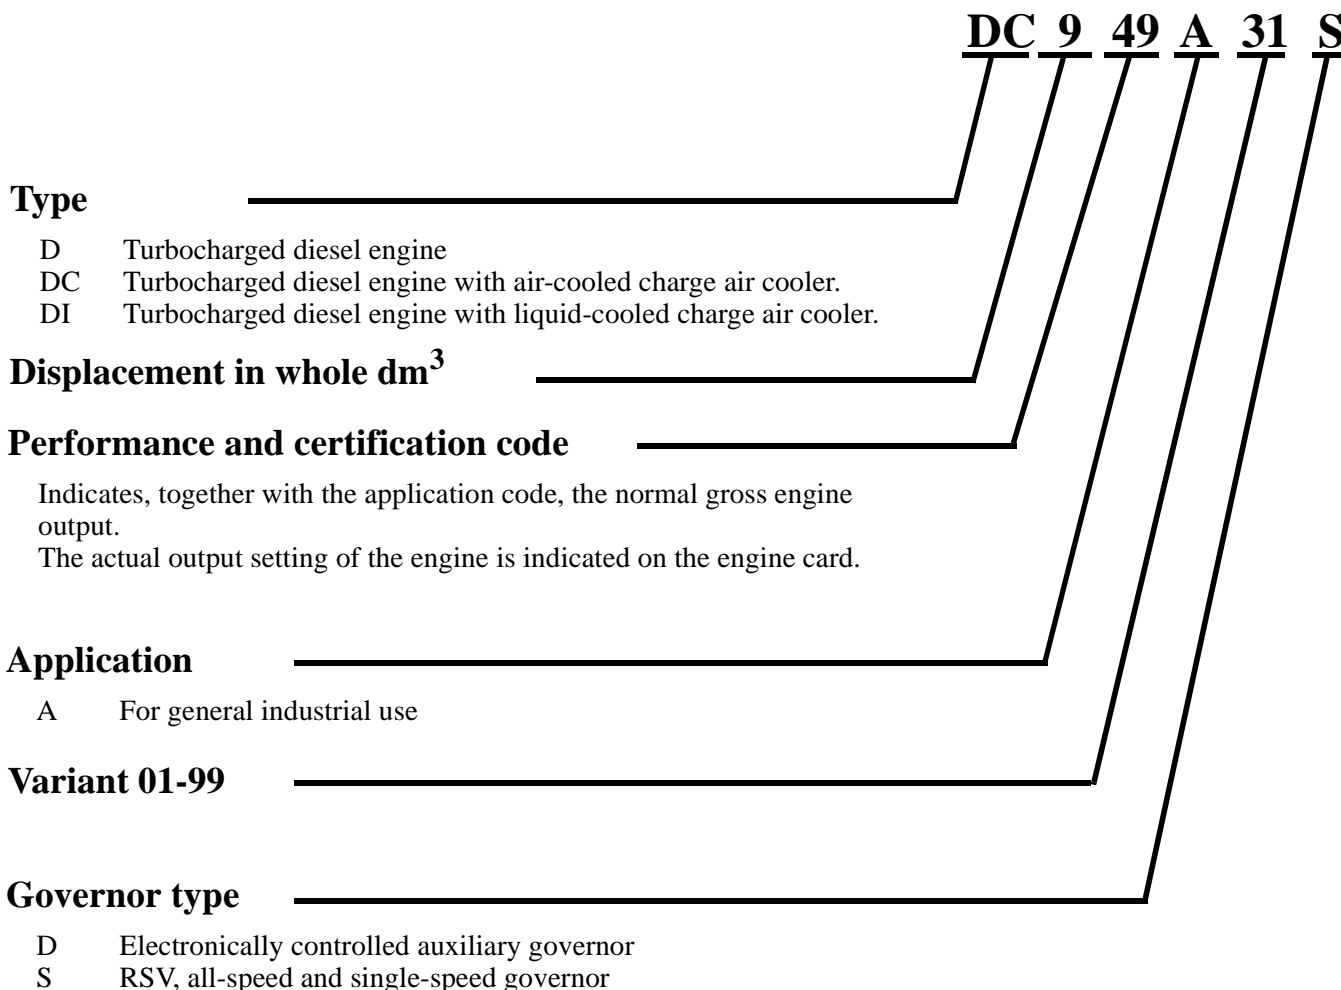 DC 9 49 A 31 S
Type
D Turbocharged diesel engine
DC Turbocharged diesel engine with air-cooled charge air cooler.
DI Turbocharged diesel engine with liquid-cooled charge air cooler.
Displacement in whole dm³
Performance and certification code
Indicates, together with the application code, the normal gross engine
output.
The actual output setting of the engine is indicated on the engine card.
Application
A For general industrial use
Variant 01-99
Governor type
D Electronically controlled auxiliary governor
S RSV, all-speed and single-speed governor